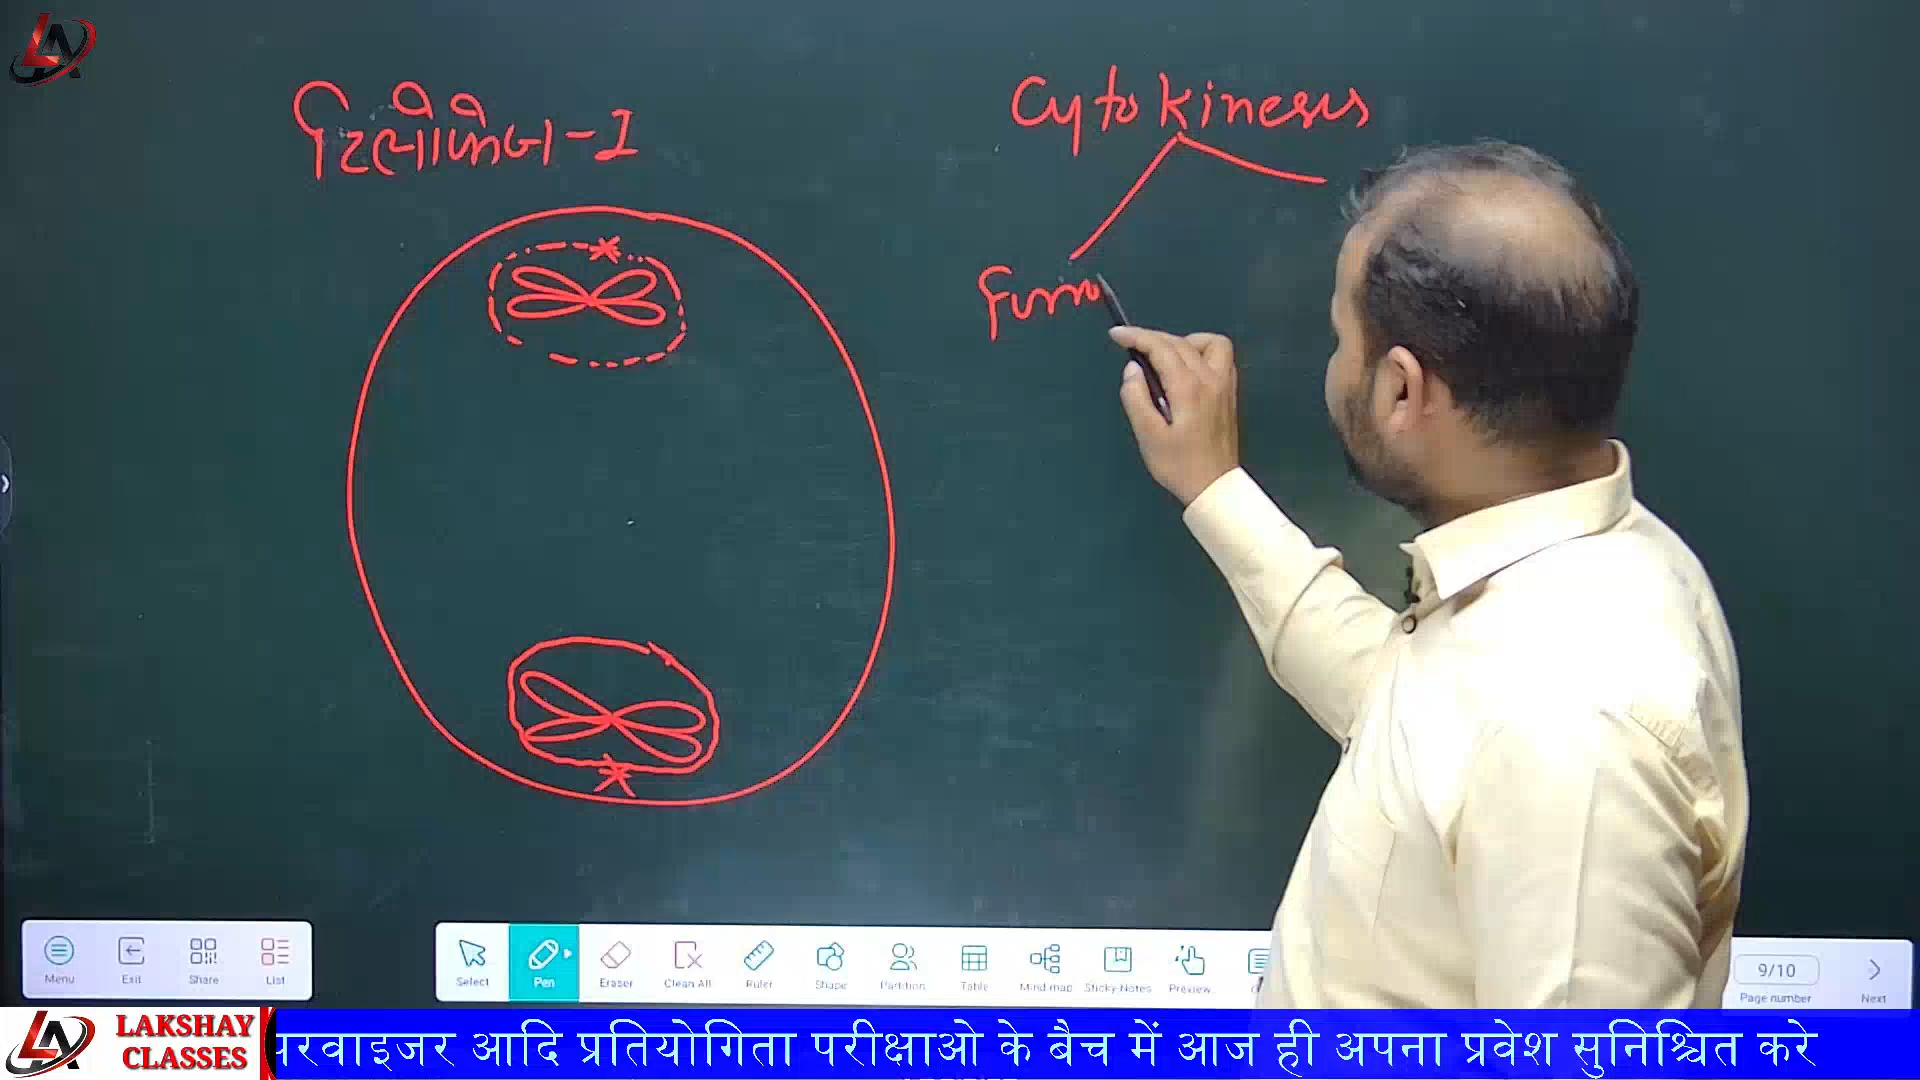 टिलोफेज-I
Cytokinesis
Furro
Menu
Exit
Share
List
Select
Pen
Eraser
Clean All
Ruler
Shape
Partition
Table
Mind map
Sticky Notes
Preview
9/10
Page number
Next
LAKSHAY
CLASSES
परवाइजर आदि प्रतियोगिता परीक्षाओ के बैच में आज ही अपना प्रवेश सुनिश्चित करे